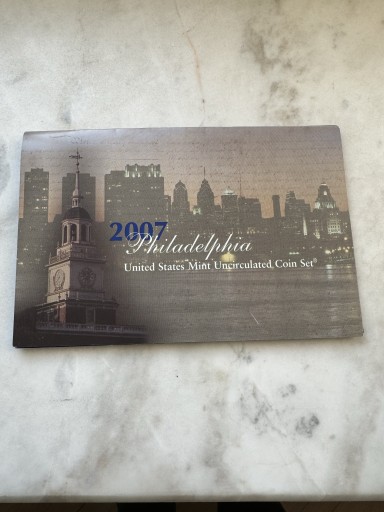 2007
Philadelphia
United States Mint Uncirculated Coin Set®